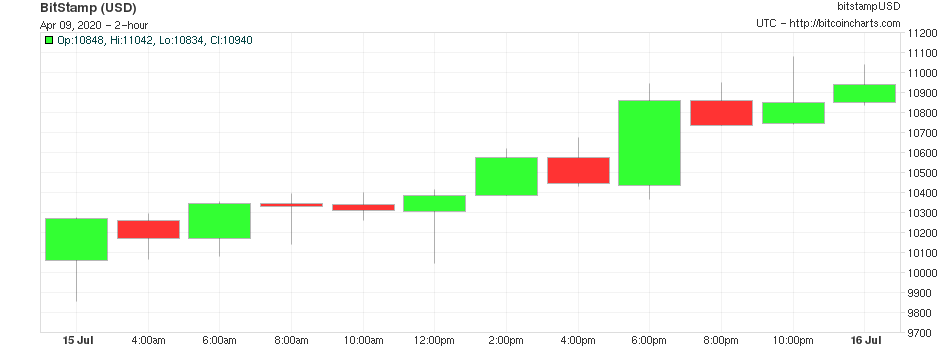 BitStamp (USD)
bitstampUSD
Apr 09, 2020 - 2-hour
UTC - http://bitcoincharts.com
Op:10848, Hi:11042, Lo:10834, Cl:10940
11200
11100
11000
10900
10800
10700
10600
10500
10400
10300
10200
10100
10000
9900
9800
9700
15 Jul 4:00am 6:00am 8:00am 10:00am 12:00pm 2:00pm 4:00pm 6:00pm 8:00pm 10:00pm 16 Jul